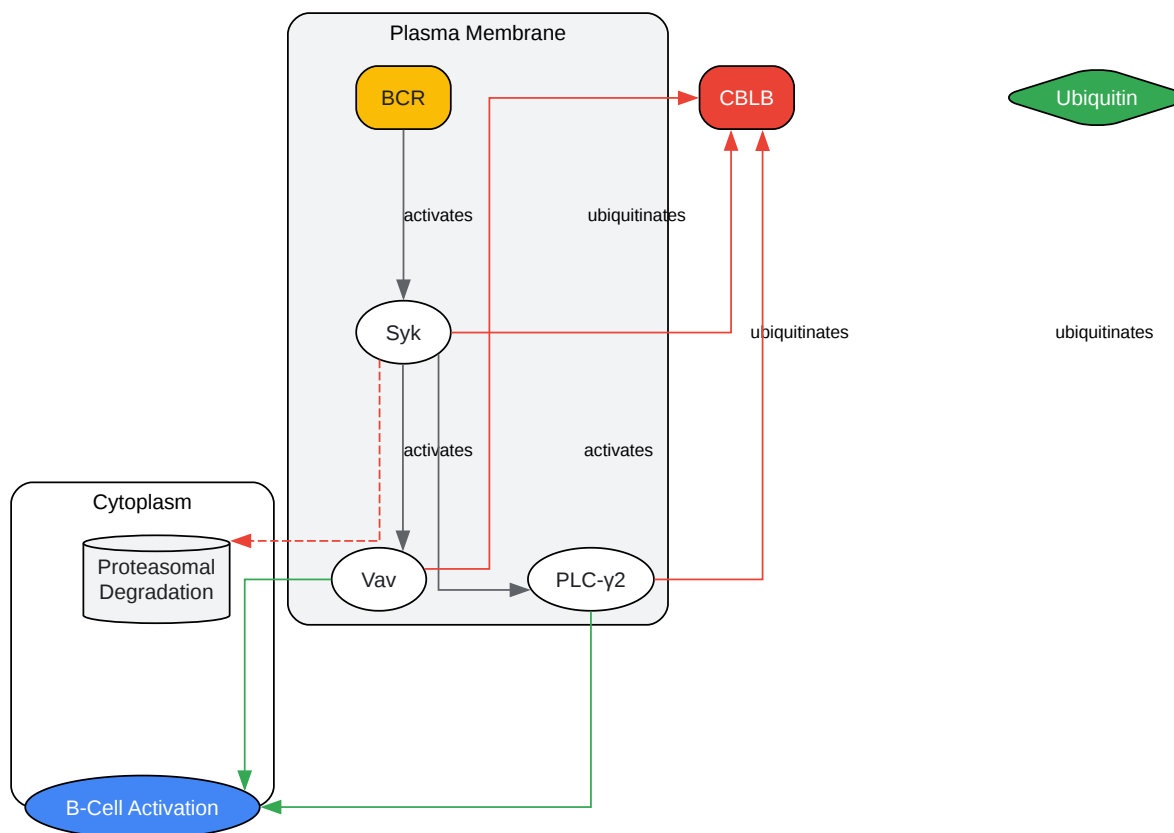 Plasma Membrane
BCR
CBLB
Ubiquitin
activates
ubiquitinates
Syk
ubiquitinates
ubiquitinates
activates
activates
Cytoplasm
Proteasomal
Degradation
Vav
PLC-γ2
B-Cell Activation